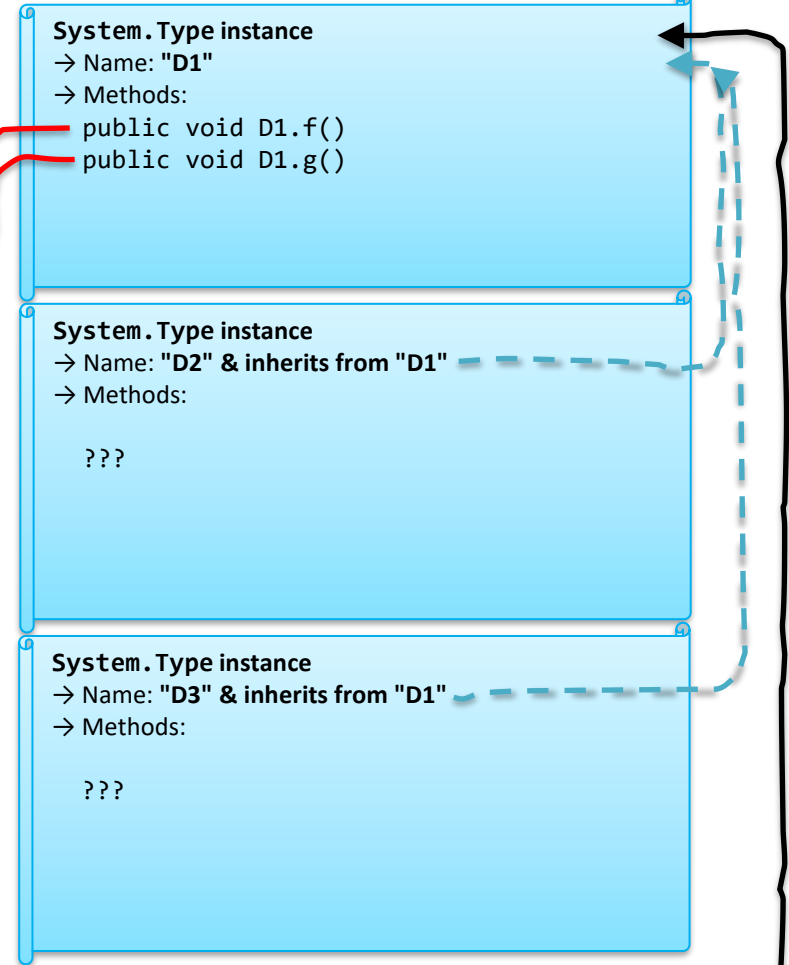 System.Type instance
→ Name: "D1"
→ Methods:
public void D1.f()
public void D1.g()
System.Type instance
→ Name: "D2" & inherits from "D1"
→ Methods:
???
System.Type instance
→ Name: "D3" & inherits from "D1"
→ Methods:
???